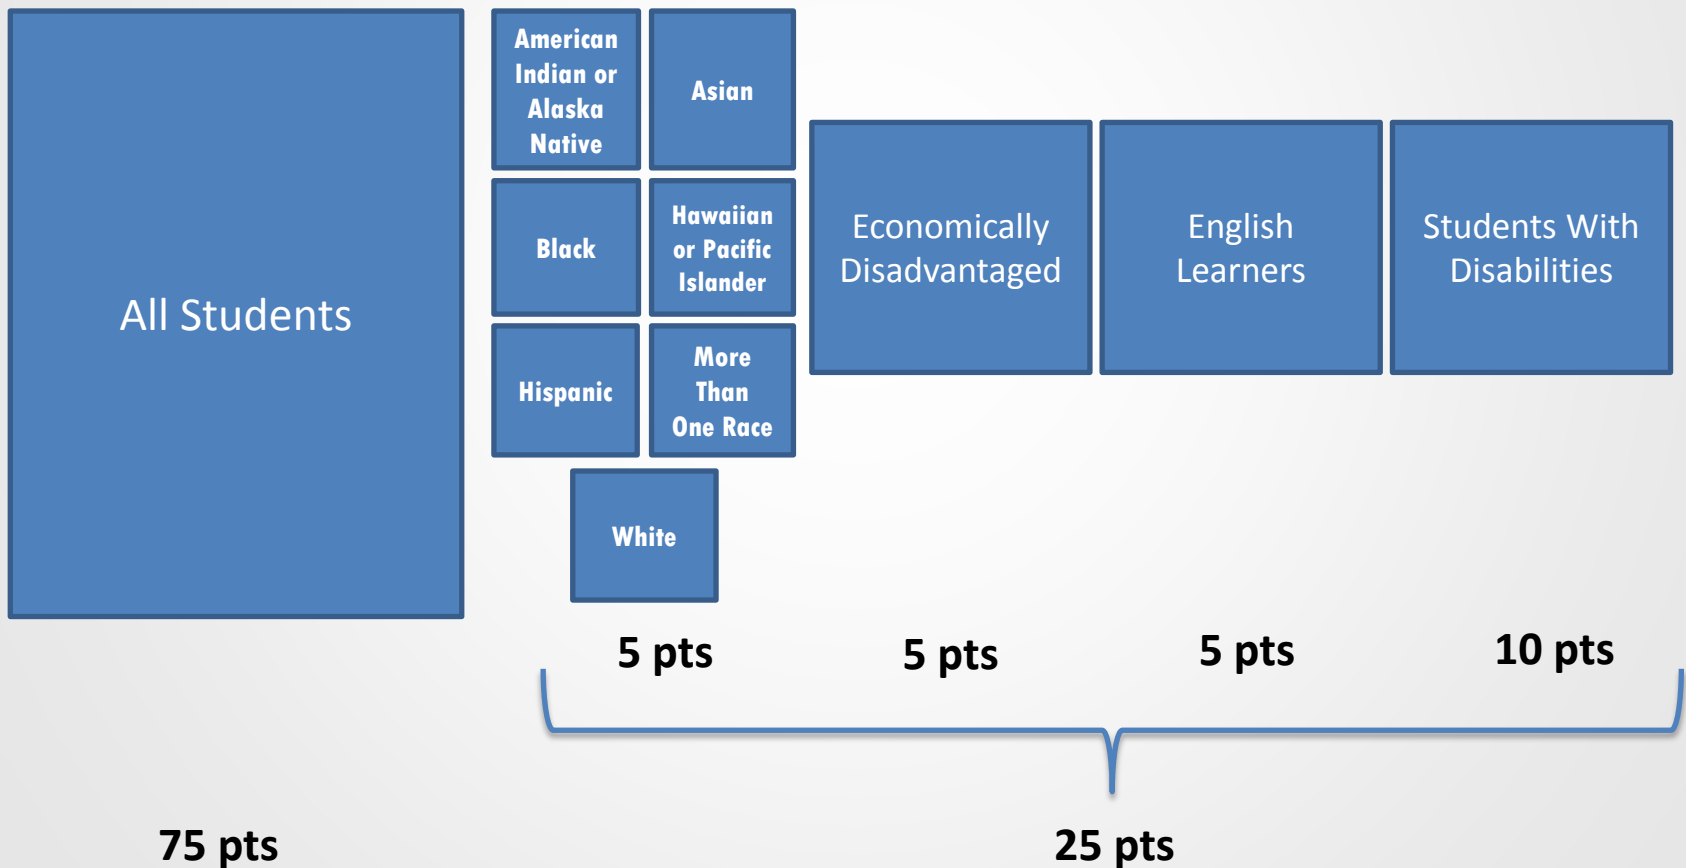 All Students
American
Indian or
Alaska
Native
Asian
Black
Hawaiian
or Pacific
Islander
Hispanic
More
Than
One Race
White
Economically
Disadvantaged
English
Learners
Students With
Disabilities
5 pts
5 pts
5 pts
10 pts
75 pts
25 pts